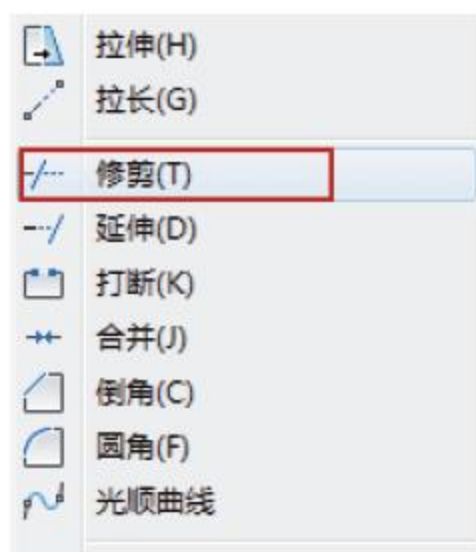 拉伸(H)
拉长(G)
修剪(T)
延伸(D)
打断(K)
合并(J)
倒角(C)
圆角(F)
光顺曲线